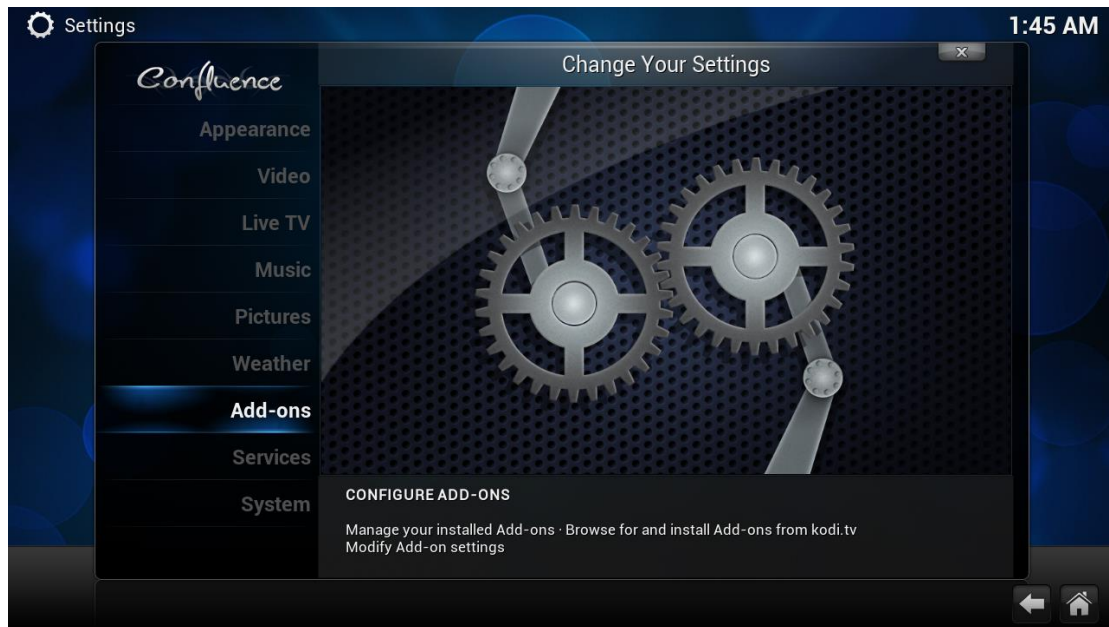 Settings
1:45 AM
Confluence
Change Your Settings
x
Appearance
Video
Live TV
Music
Pictures
Weather
Add-ons
Services
System
CONFIGURE ADD-ONS
Manage your installed Add-ons · Browse for and install Add-ons from kodi.tv
Modify Add-on settings